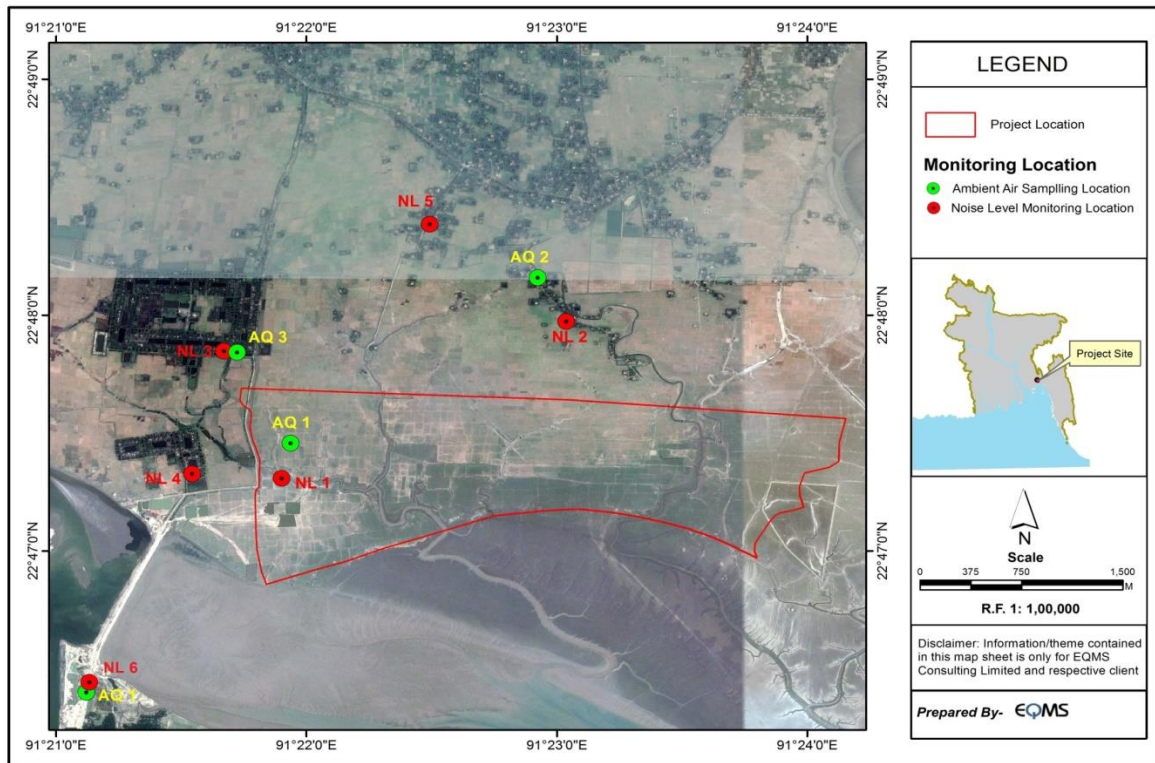 91°21'0"E
91°22'0"E
91°23'0"E
91°24'0"E
22°49'0"N
22°49'0"N
NL 5
AQ 2
22°48'0"N
22°48'0"N
NL 2
NL 3
AQ 3
AQ 1
NL 4
NL 1
22°47'0"N
22°47'0"N
NL 6
AQ 1
91°21'0"E
91°22'0"E
91°23'0"E
91°24'0"E
LEGEND
Project Location
Monitoring Location
Ambient Air Samplling Location
Noise Level Monitoring Location
Project Site
N
Scale
0 375 750 1,500
M
R.F. 1: 1,00,000
Disclaimer: Information/theme contained
in this map sheet is only for EQMS
Consulting Limited and respective client
Prepared By- EQMS